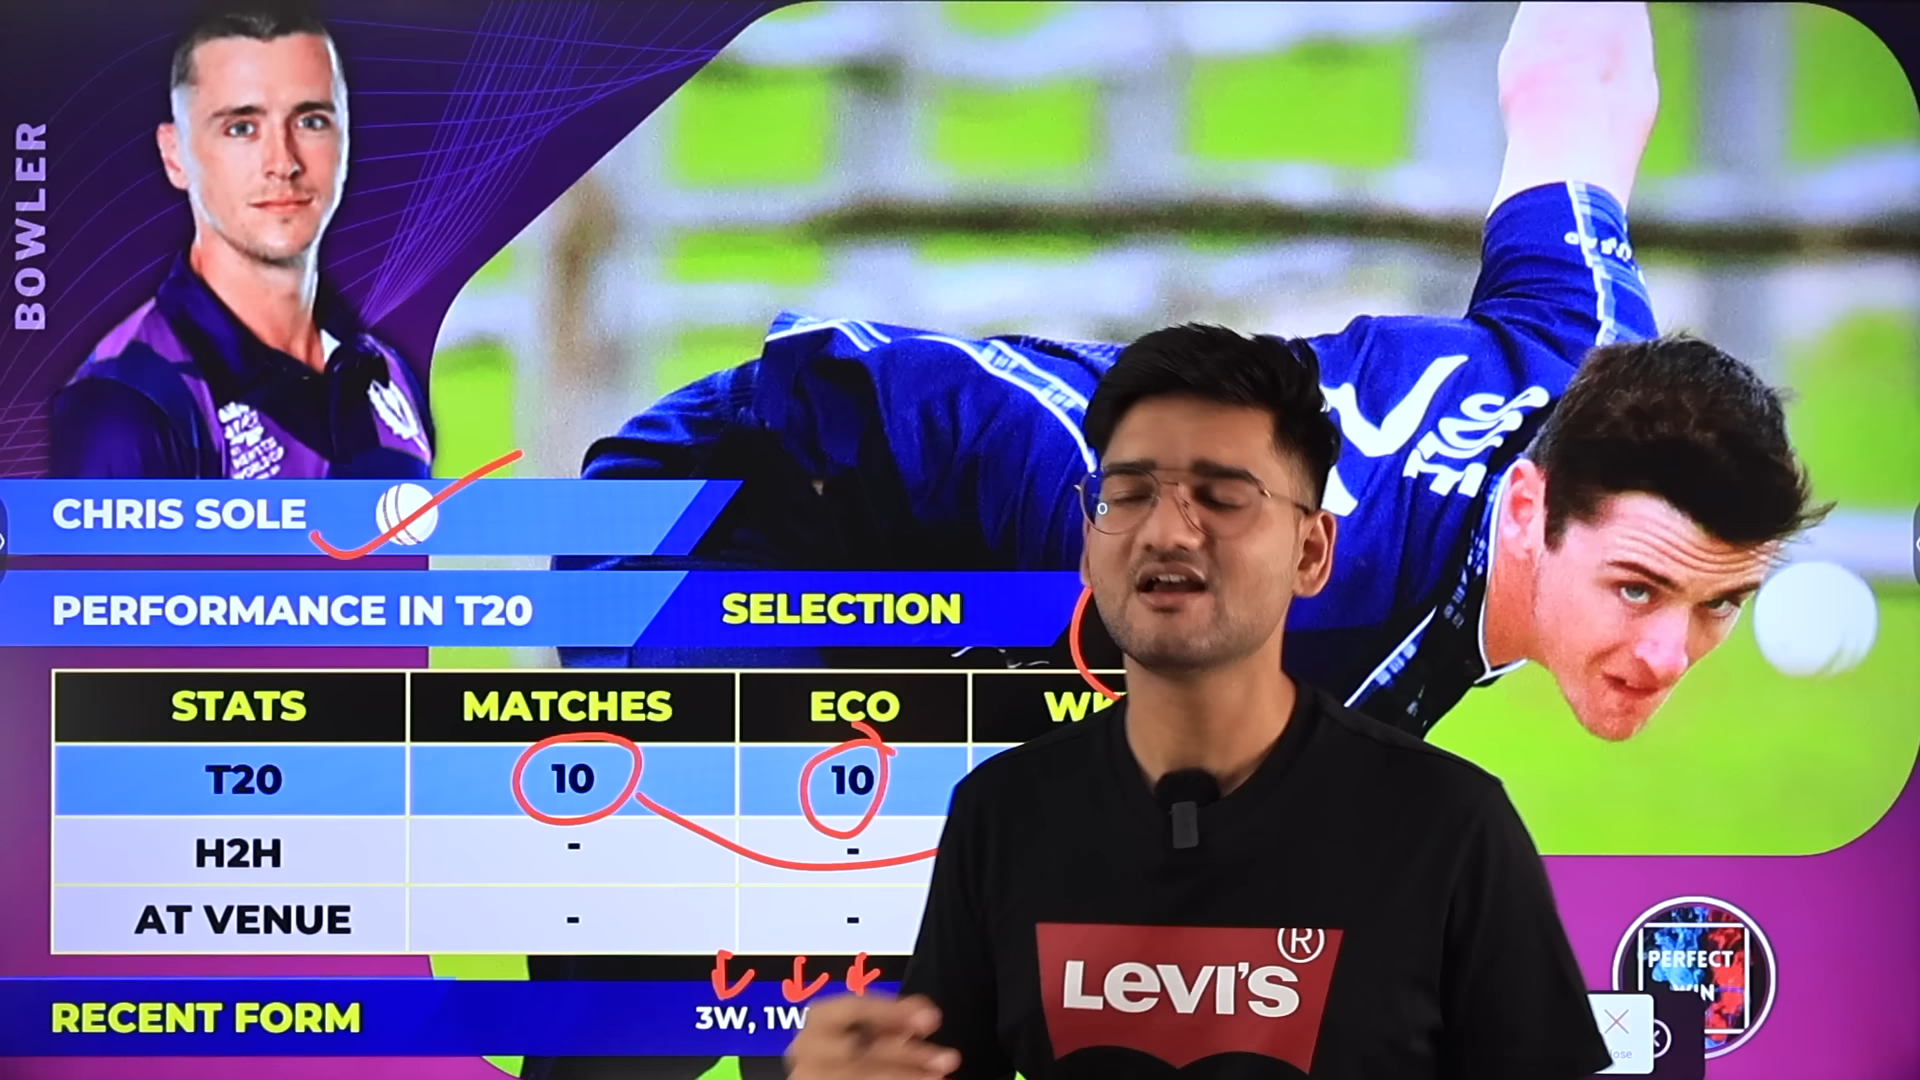 BOWLER
CHRIS SOLE
PERFORMANCE IN T20
SELECTION
STATS MATCHES ECO
T20 10 10
H2H - -
AT VENUE - -
RECENT FORM 3W, 1W
LEVI'S ®
PERFECT
WIN